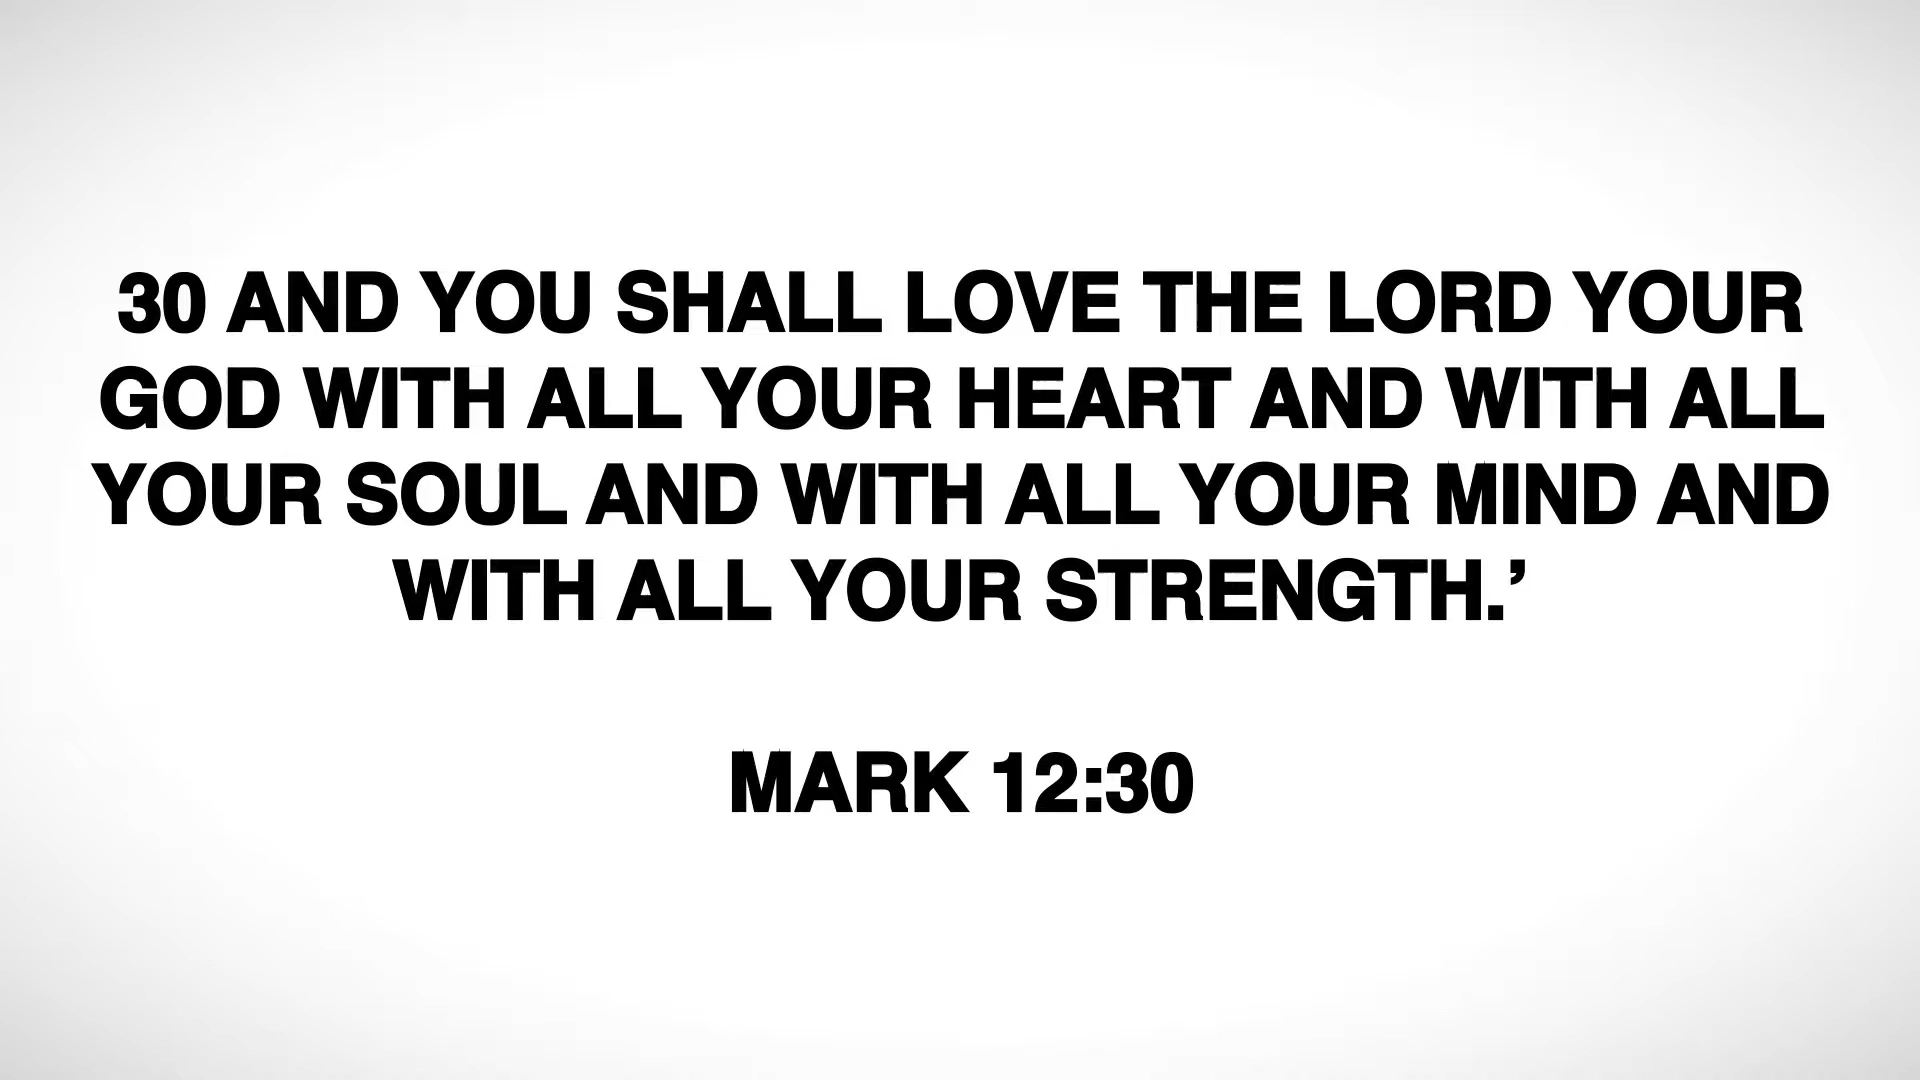 30 AND YOU SHALL LOVE THE LORD YOUR
GOD WITH ALL YOUR HEART AND WITH ALL
YOUR SOUL AND WITH ALL YOUR MIND AND
WITH ALL YOUR STRENGTH.’
MARK 12:30